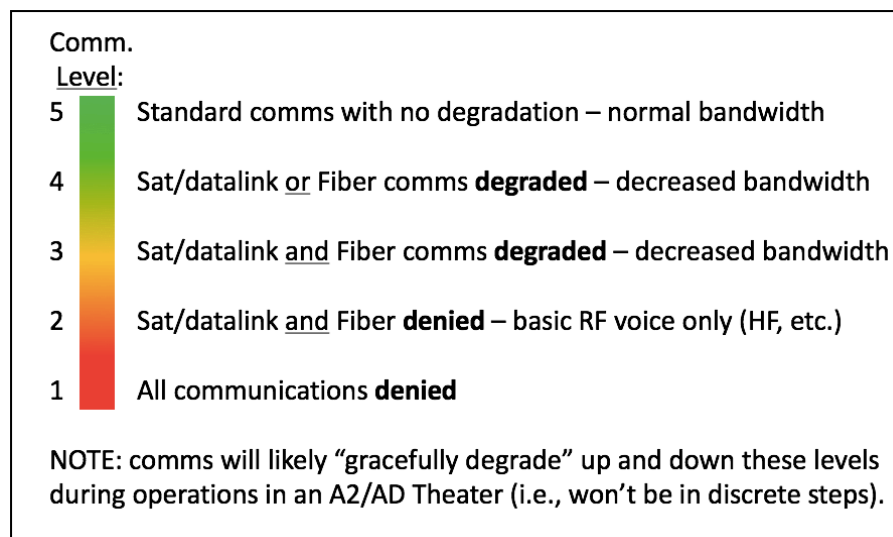 Comm.
Level:
5 Standard comms with no degradation – normal bandwidth
4 Sat/datalink or Fiber comms degraded – decreased bandwidth
3 Sat/datalink and Fiber comms degraded – decreased bandwidth
2 Sat/datalink and Fiber denied – basic RF voice only (HF, etc.)
1 All communications denied
NOTE: comms will likely “gracefully degrade” up and down these levels
during operations in an A2/AD Theater (i.e., won’t be in discrete steps).